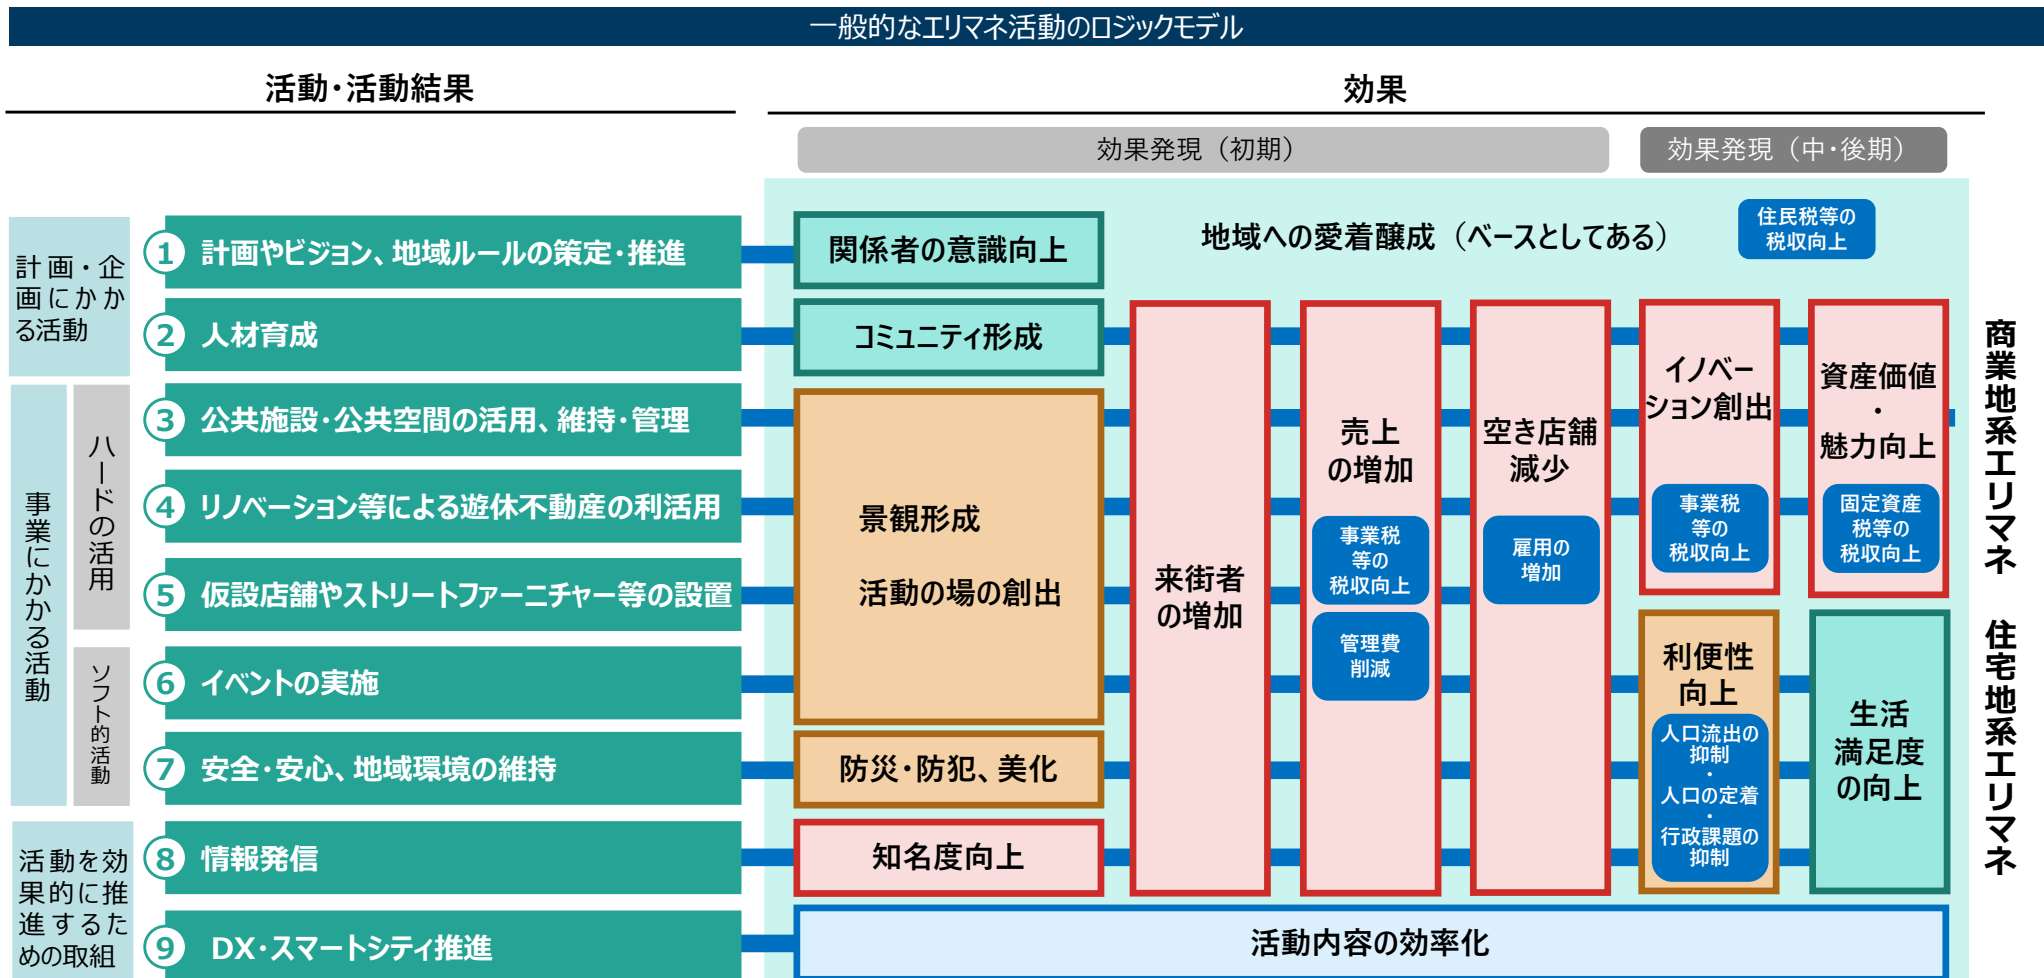 一般的なエリマネ活動のロジックモデル
活動・活動結果
効果
効果発現（初期）
効果発現（中・後期）
計画・企
画にかか
る活動
① 計画やビジョン、地域ルールの策定・推進
② 人材育成
事業にかかる活動
ハードの活用
③ 公共施設・公共空間の活用、維持・管理
④ リノベーション等による遊休不動産の利活用
⑤ 仮設店舗やストリートファーニチャー等の設置
ソフト的活動
⑥ イベントの実施
⑦ 安全・安心、地域環境の維持
活動を効
果的に推
進するた
めの取組
⑧ 情報発信
⑨ DX・スマートシティ推進
関係者の意識向上
地域への愛着醸成（ベースとしてある）
住民税等の
税収向上
コミュニティ形成
景観形成
活動の場の創出
防災・防犯、美化
知名度向上
来街者
の増加
売上
の増加
事業税
等の
税収向上
管理費
削減
空き店舗
減少
雇用の
増加
イノベー
ション創出
事業税
等の
税収向上
資産価値
・
魅力向上
固定資産
税等の
税収向上
利便性
向上
人口流出の
抑制
・
人口の定着
・
行政課題の
抑制
生活
満足度
の向上
活動内容の効率化
商業地系エリマネ
住宅地系エリマネ